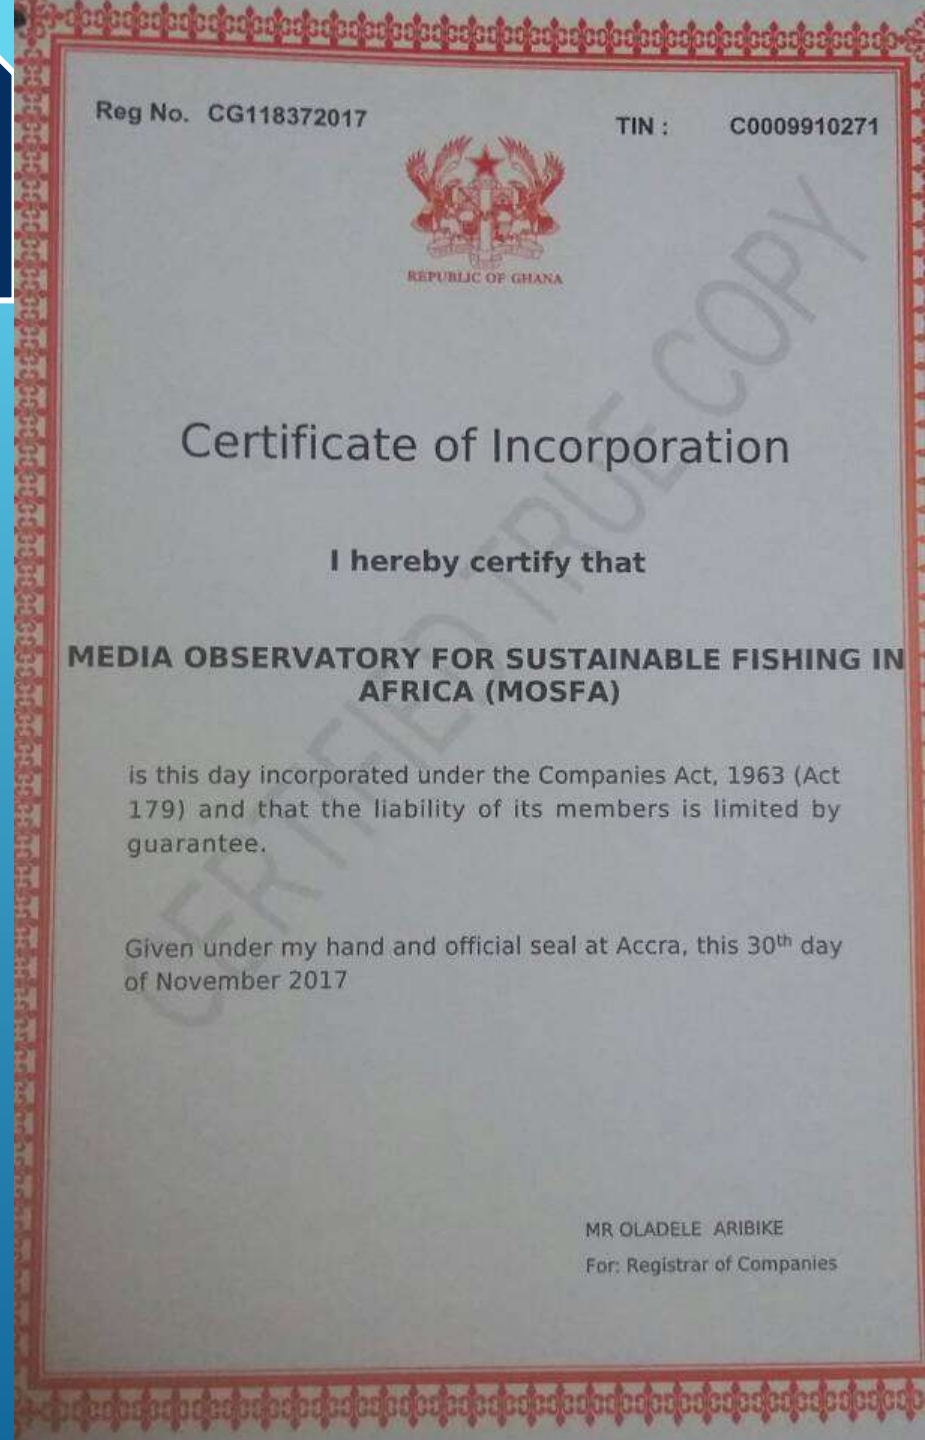 Reg No. CG118372017
TIN : C0009910271
REPUBLIC OF GHANA
Certificate of Incorporation
I hereby certify that
MEDIA OBSERVATORY FOR SUSTAINABLE FISHING IN
AFRICA (MOSFA)
is this day incorporated under the Companies Act, 1963 (Act
179) and that the liability of its members is limited by
guarantee.
Given under my hand and official seal at Accra, this 30th day
of November 2017
MR OLADELE ARIBIKE
For: Registrar of Companies
CERTIFIED TRUE COPY